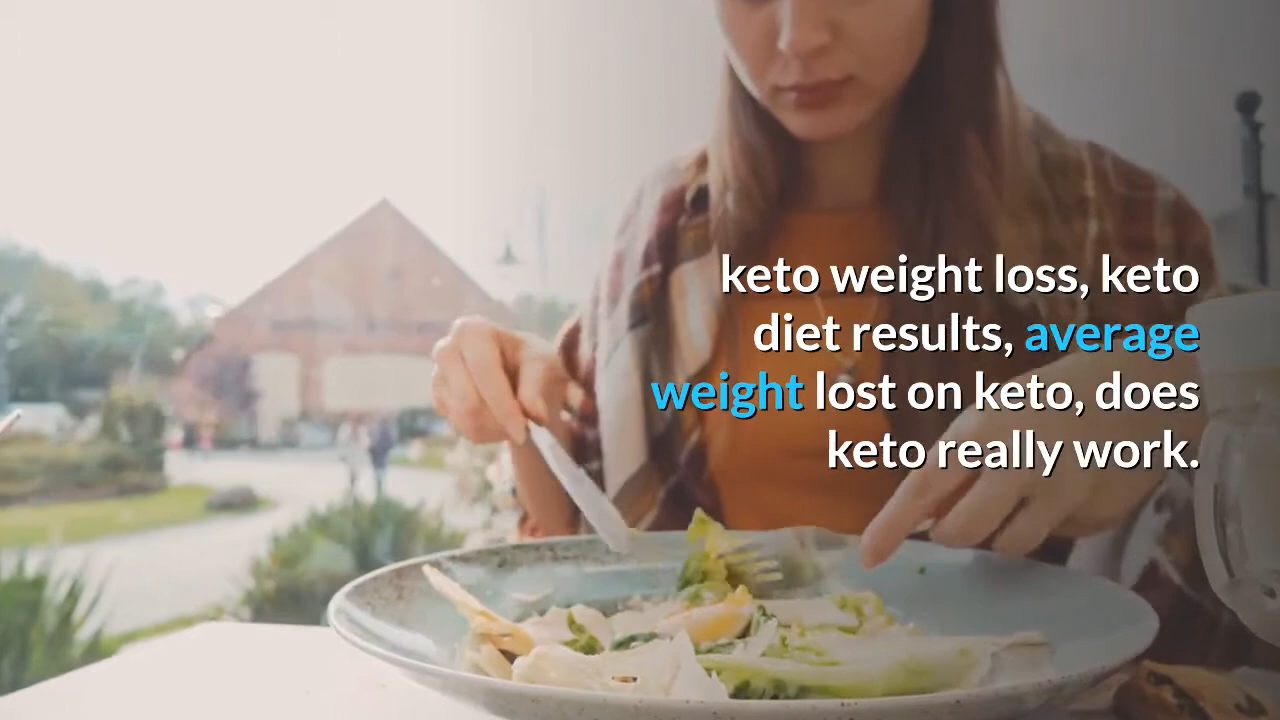 keto weight loss, keto
diet results, average
weight lost on keto, does
keto really work.